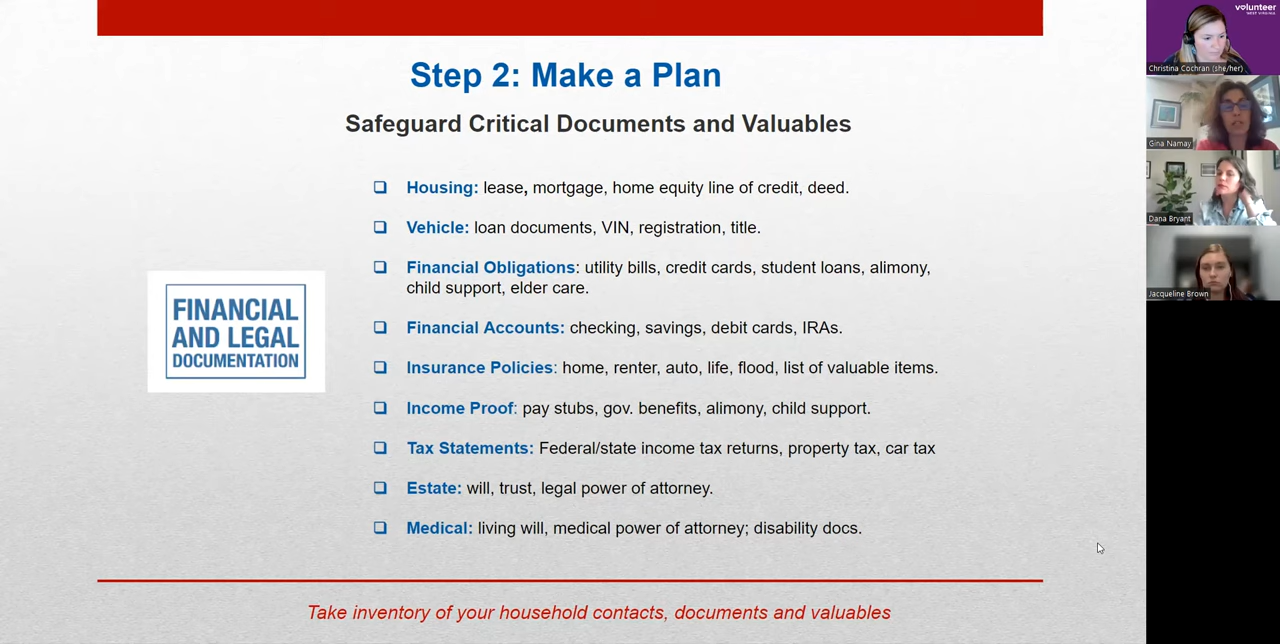 Step 2: Make a Plan
Safeguard Critical Documents and Valuables
Housing: lease, mortgage, home equity line of credit, deed.
Vehicle: loan documents, VIN, registration, title.
Financial Obligations: utility bills, credit cards, student loans, alimony,
child support, elder care.
Financial Accounts: checking, savings, debit cards, IRAs.
Insurance Policies: home, renter, auto, life, flood, list of valuable items.
Income Proof: pay stubs, gov. benefits, alimony, child support.
Tax Statements: Federal/state income tax returns, property tax, car tax
Estate: will, trust, legal power of attorney.
Medical: living will, medical power of attorney; disability docs.
FINANCIAL
AND LEGAL
DOCUMENTATION
Take inventory of your household contacts, documents and valuables
volunteer
WEST VIRGINIA
Christina Cochran (she/her)
Gina Namay
Dana Bryant
Jacqueline Brown